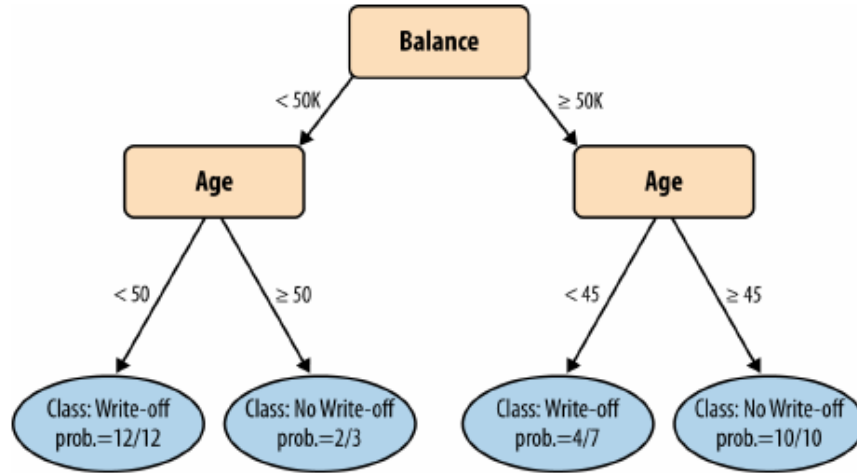 Balance
< 50K
≥ 50K
Age
Age
< 50
≥ 50
< 45
≥ 45
Class: Write-off
prob.=12/12
Class: No Write-off
prob.=2/3
Class: Write-off
prob.=4/7
Class: No Write-off
prob.=10/10